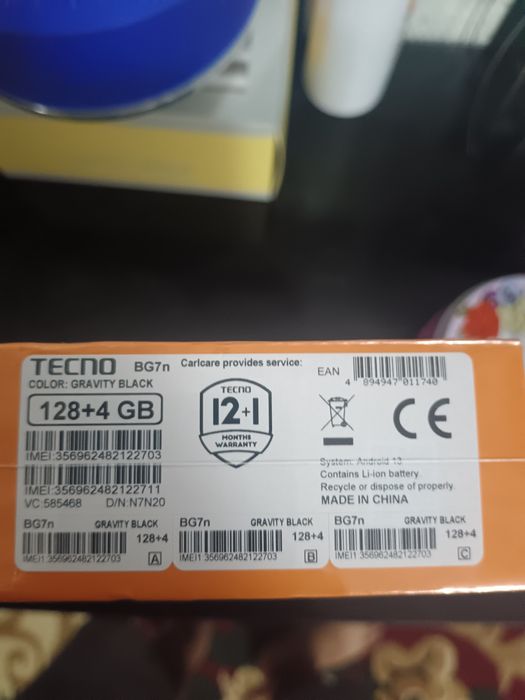 TECNO BG7n
COLOR: GRAVITY BLACK
128+4 GB
IMEI:356962482122703
IMEI:356962482122711
VC:585468 D/N:N7N20
Carlcare provides service:
TECNO
12+1
MONTHS
WARRANTY
EAN
4 894947 011740
CE
System: Android 13
Contains Li-ion battery.
Recycle or dispose of properly.
MADE IN CHINA
BG7n GRAVITY BLACK
128+4
IMEI1 356962482122703 A
BG7n GRAVITY BLACK
128+4
IMEI1 356962482122703 B
BG7n GRAVITY BLACK
128+4
IMEI1 356962482122703 C